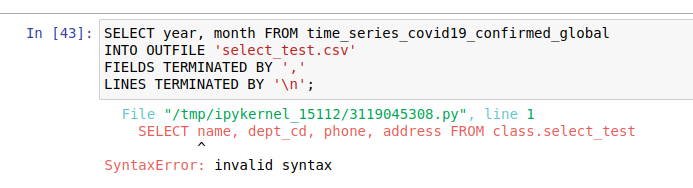 In [43]: SELECT year, month FROM time_series_covid19_confirmed_global
INTO OUTFILE 'select_test.csv'
FIELDS TERMINATED BY ','
LINES TERMINATED BY '\n';
File "/tmp/ipykernel_15112/3119045308.py", line 1
SELECT name, dept_cd, phone, address FROM class.select_test
^
SyntaxError: invalid syntax